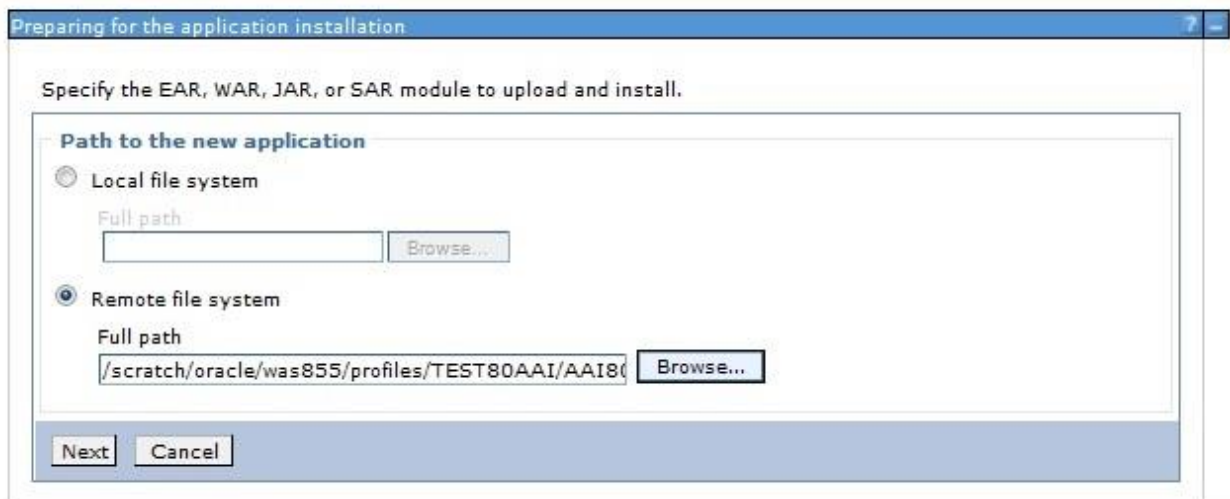 Preparing for the application installation ? –
Specify the EAR, WAR, JAR, or SAR module to upload and install.
Path to the new application
Local file system
Full path
Browse...
Remote file system
Full path
/scratch/oracle/was855/profiles/TEST80AAI/AAI80 Browse...
Next Cancel